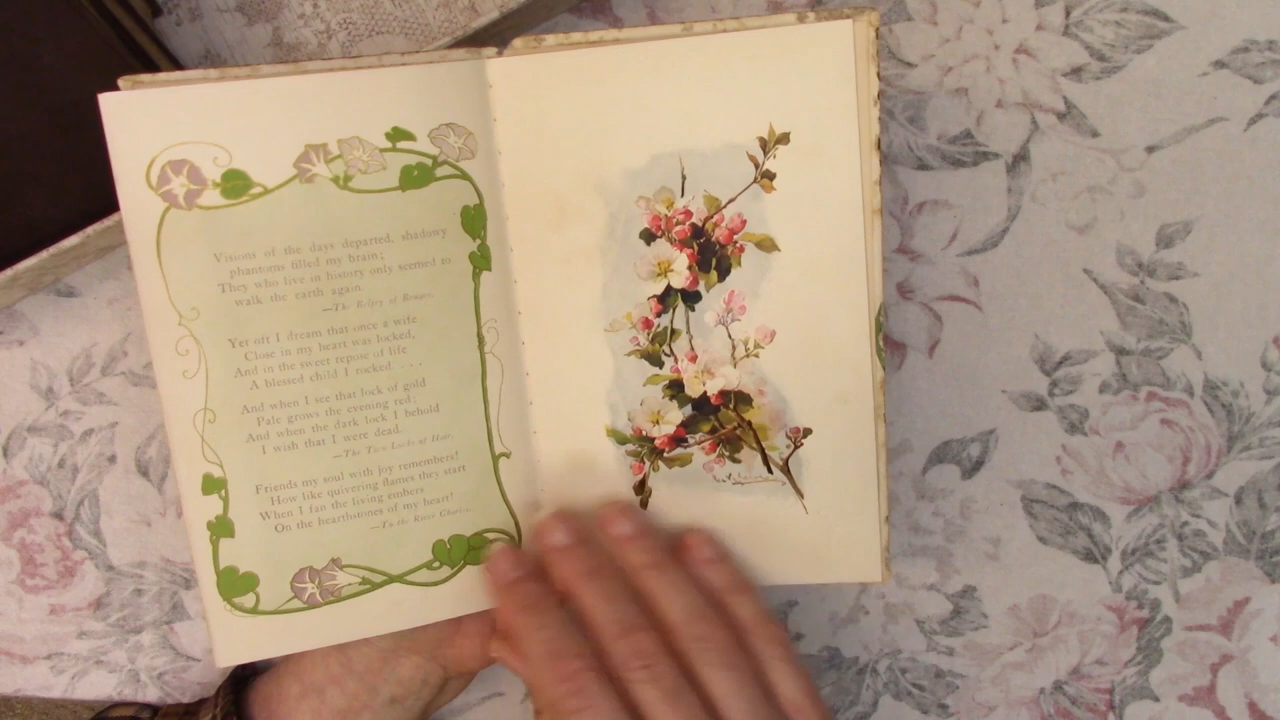 Visions of the days departed, shadowy
phantoms filled my brain;
They who live in history only seemed to
walk the earth again.
—The Belfry of Bruges.
Yet oft I dream that once a wife
Close in my heart was locked,
And in the sweet repose of life
A blessed child I rocked. . . .
And when I see that lock of gold
Pale grows the evening red;
And when the dark lock I behold
I wish that I were dead.
—The Two Locks of Hair.
Friends my soul with joy remembers!
How like quivering flames they start
When I fan the living embers
On the hearthstones of my heart!
—To the River Charles.